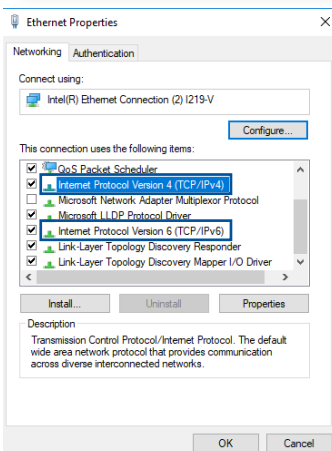 Ethernet Properties
Networking
Authentication
Connect using:
Intel(R) Ethernet Connection (2) I219-V
Configure...
This connection uses the following items:
QoS Packet Scheduler
Internet Protocol Version 4 (TCP/IPv4)
Microsoft Network Adapter Multiplexor Protocol
Microsoft LLDP Protocol Driver
Internet Protocol Version 6 (TCP/IPv6)
Link-Layer Topology Discovery Responder
Link-Layer Topology Discovery Mapper I/O Driver
Install...
Uninstall
Properties
Description
Transmission Control Protocol/Internet Protocol. The default
wide area network protocol that provides communication
across diverse interconnected networks.
OK
Cancel